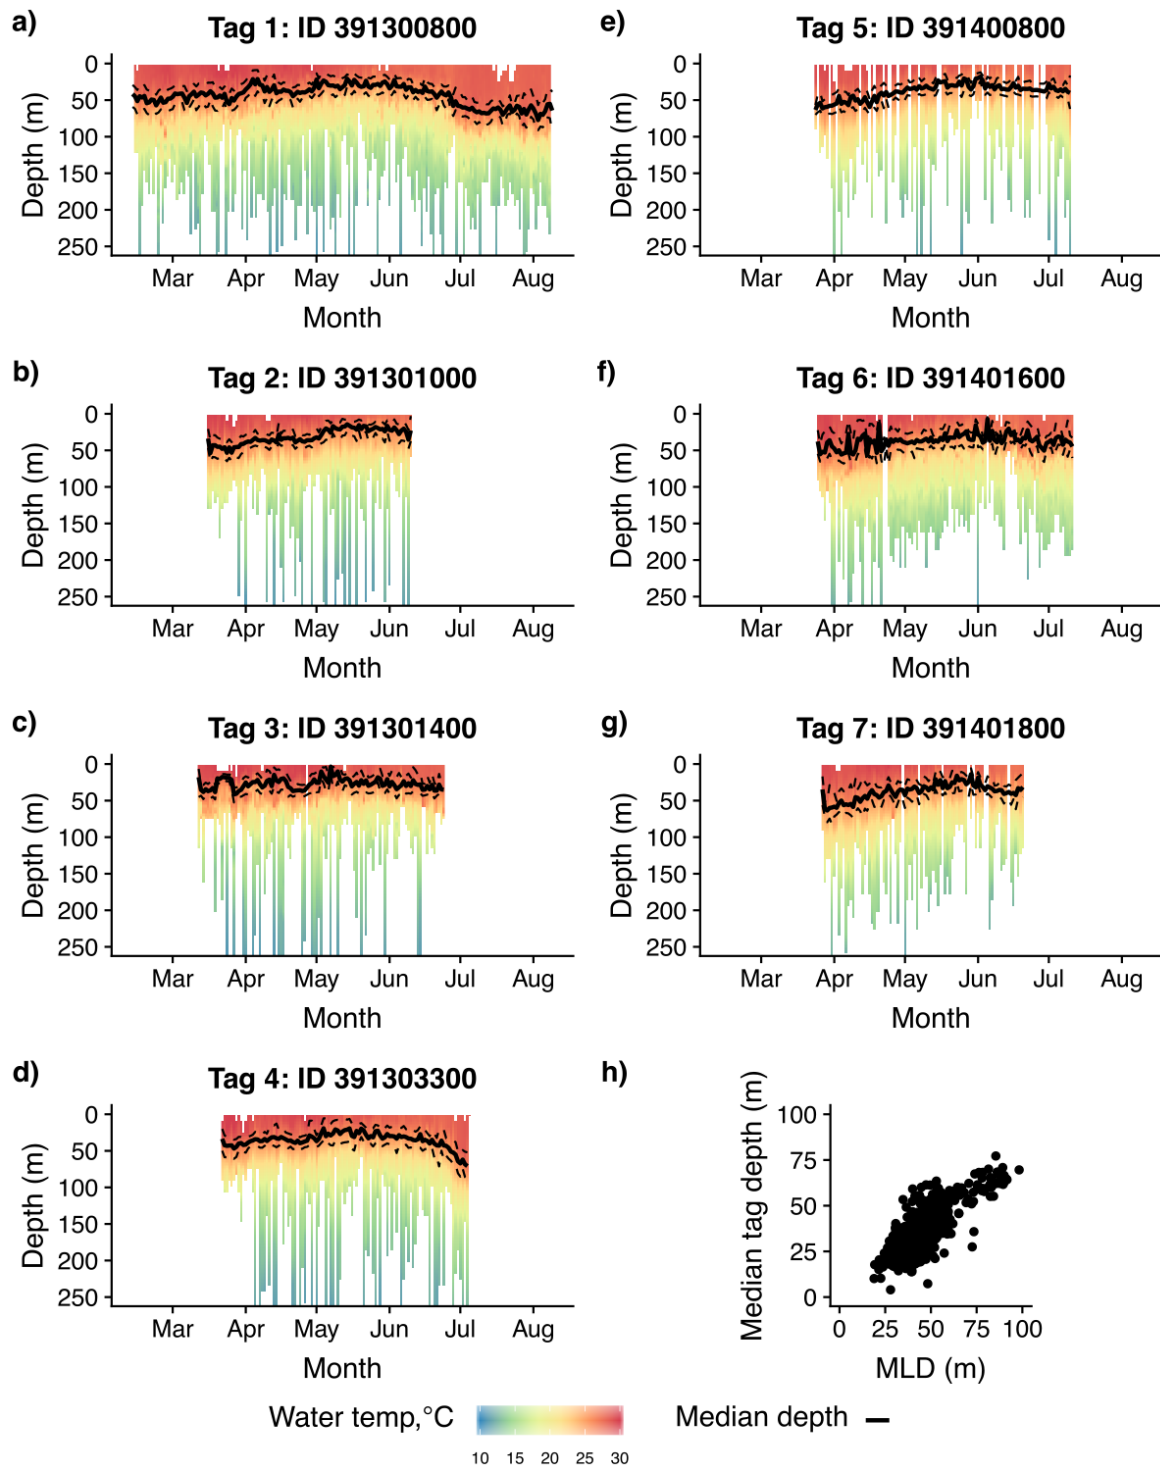 a)
Tag 1: ID 391300800
Depth (m)
0
50
100
150
200
250
Mar Apr May Jun Jul Aug
Month
e)
Tag 5: ID 391400800
Depth (m)
0
50
100
150
200
250
Mar Apr May Jun Jul Aug
Month
b)
Tag 2: ID 391301000
Depth (m)
0
50
100
150
200
250
Mar Apr May Jun Jul Aug
Month
f)
Tag 6: ID 391401600
Depth (m)
0
50
100
150
200
250
Mar Apr May Jun Jul Aug
Month
c)
Tag 3: ID 391301400
Depth (m)
0
50
100
150
200
250
Mar Apr May Jun Jul Aug
Month
g)
Tag 7: ID 391401800
Depth (m)
0
50
100
150
200
250
Mar Apr May Jun Jul Aug
Month
d)
Tag 4: ID 391303300
Depth (m)
0
50
100
150
200
250
Mar Apr May Jun Jul Aug
Month
h)
Median tag depth (m)
100
75
50
25
0
0 25 50 75 100
MLD (m)
Water temp,°C
10 15 20 25 30
Median depth